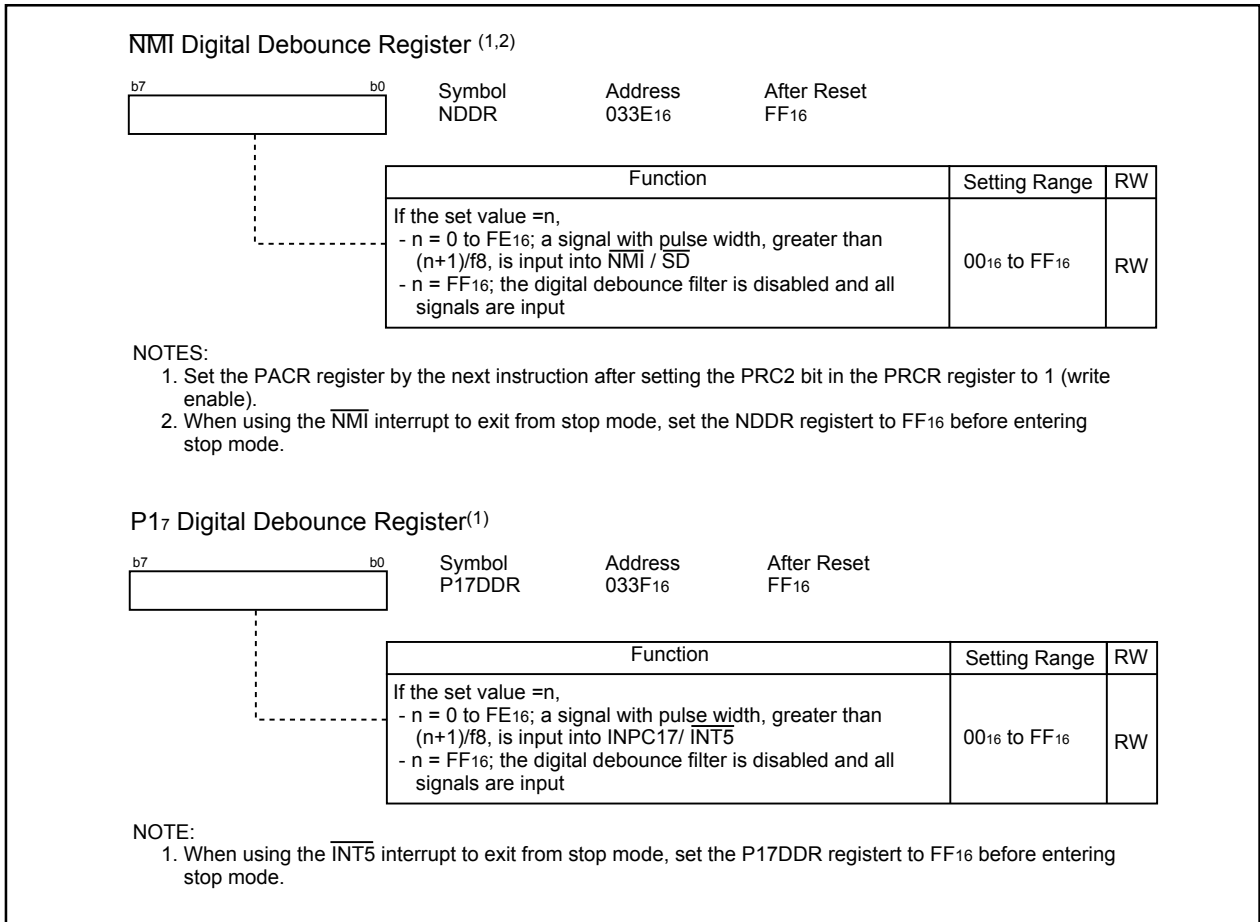 NMI Digital Debounce Register (1,2)
b7 b0 Symbol Address After Reset
NDDR 033E16 FF16
Function Setting Range RW
If the set value =n,
- n = 0 to FE16; a signal with pulse width, greater than
(n+1)/f8, is input into NMI / SD
- n = FF16; the digital debounce filter is disabled and all
signals are input
0016 to FF16 RW
NOTES:
1. Set the PACR register by the next instruction after setting the PRC2 bit in the PRCR register to 1 (write
enable).
2. When using the NMI interrupt to exit from stop mode, set the NDDR registert to FF16 before entering
stop mode.
P17 Digital Debounce Register(1)
b7 b0 Symbol Address After Reset
P17DDR 033F16 FF16
Function Setting Range RW
If the set value =n,
- n = 0 to FE16; a signal with pulse width, greater than
(n+1)/f8, is input into INPC17/ INT5
- n = FF16; the digital debounce filter is disabled and all
signals are input
0016 to FF16 RW
NOTE:
1. When using the INT5 interrupt to exit from stop mode, set the P17DDR registert to FF16 before entering
stop mode.